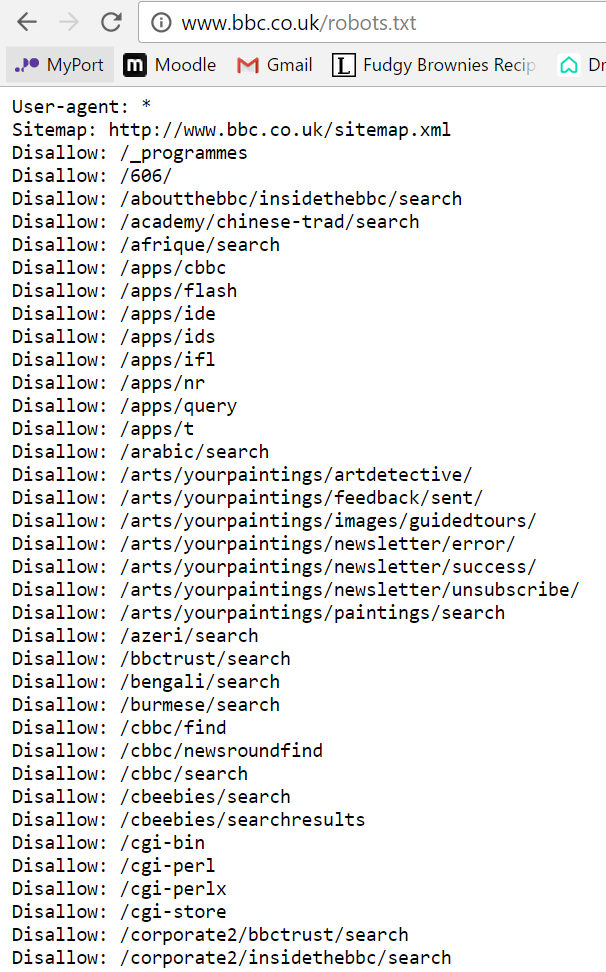 www.bbc.co.uk/robots.txt
MyPort m Moodle Gmail L Fudgy Brownies Recip
User-agent: *
Sitemap: http://www.bbc.co.uk/sitemap.xml
Disallow: /_programmes
Disallow: /606/
Disallow: /aboutthebbc/insidethebbc/search
Disallow: /academy/chinese-trad/search
Disallow: /afrique/search
Disallow: /apps/cbbc
Disallow: /apps/flash
Disallow: /apps/ide
Disallow: /apps/ids
Disallow: /apps/ifl
Disallow: /apps/nr
Disallow: /apps/query
Disallow: /apps/t
Disallow: /arabic/search
Disallow: /arts/yourpaintings/artdetective/
Disallow: /arts/yourpaintings/feedback/sent/
Disallow: /arts/yourpaintings/images/guidedtours/
Disallow: /arts/yourpaintings/newsletter/error/
Disallow: /arts/yourpaintings/newsletter/success/
Disallow: /arts/yourpaintings/newsletter/unsubscribe/
Disallow: /arts/yourpaintings/paintings/search
Disallow: /azeri/search
Disallow: /bbctrust/search
Disallow: /bengali/search
Disallow: /burmese/search
Disallow: /cbbc/find
Disallow: /cbbc/newsroundfind
Disallow: /cbbc/search
Disallow: /cbeebies/search
Disallow: /cbeebies/searchresults
Disallow: /cgi-bin
Disallow: /cgi-perl
Disallow: /cgi-perlx
Disallow: /cgi-store
Disallow: /corporate2/bbctrust/search
Disallow: /corporate2/insidethebbc/search